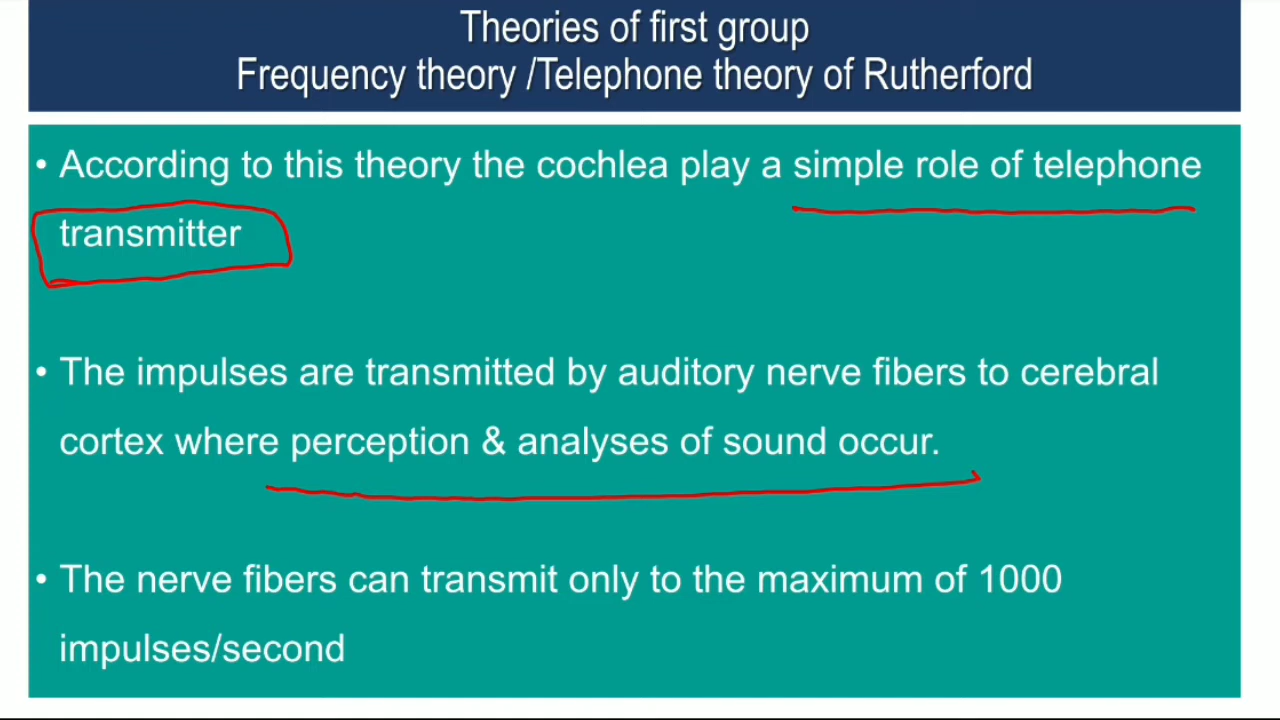 Theories of first group
Frequency theory /Telephone theory of Rutherford
• According to this theory the cochlea play a simple role of telephone
transmitter
• The impulses are transmitted by auditory nerve fibers to cerebral
cortex where perception & analyses of sound occur.
• The nerve fibers can transmit only to the maximum of 1000
impulses/second